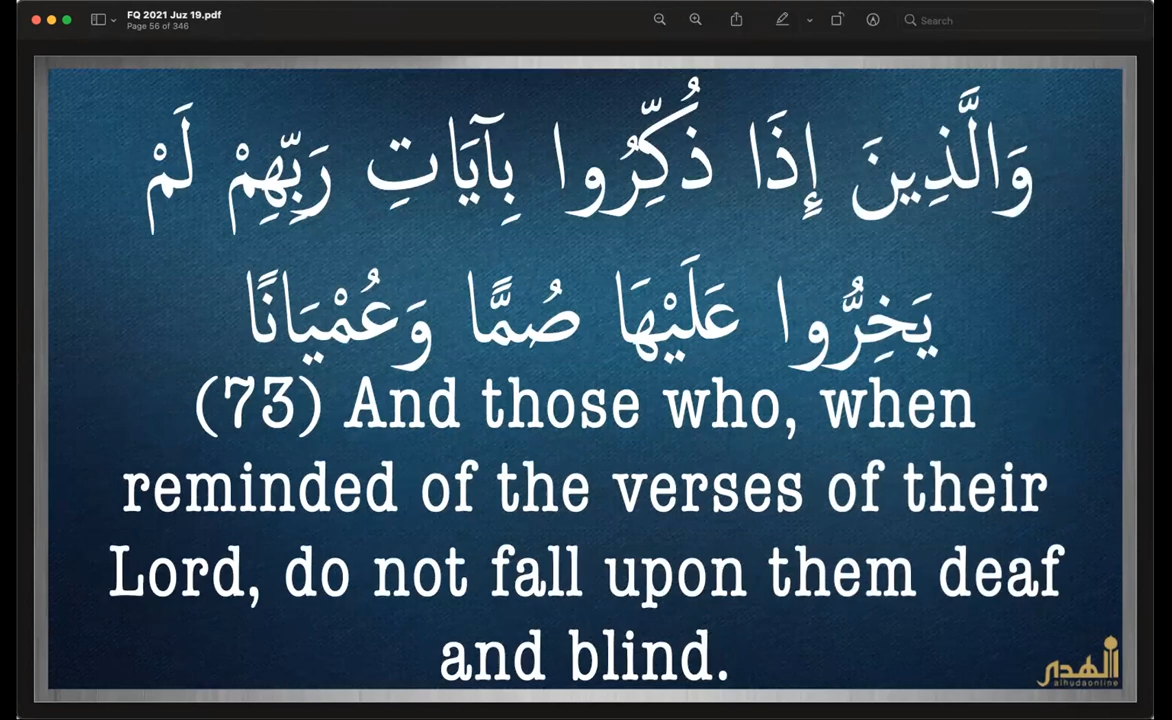 FQ 2021 Juz 19.pdf
Page 56 of 346
Search
وَالَّذِينَ إِذَا ذُكِّرُوا بِآيَاتِ رَبِّهِمْ لَمْ
يَخِرُّوا عَلَيْهَا صُمًّا وَعُمْيَانًا
(73) And those who, when
reminded of the verses of their
Lord, do not fall upon them deaf
and blind.
الهدى
alhudaonline